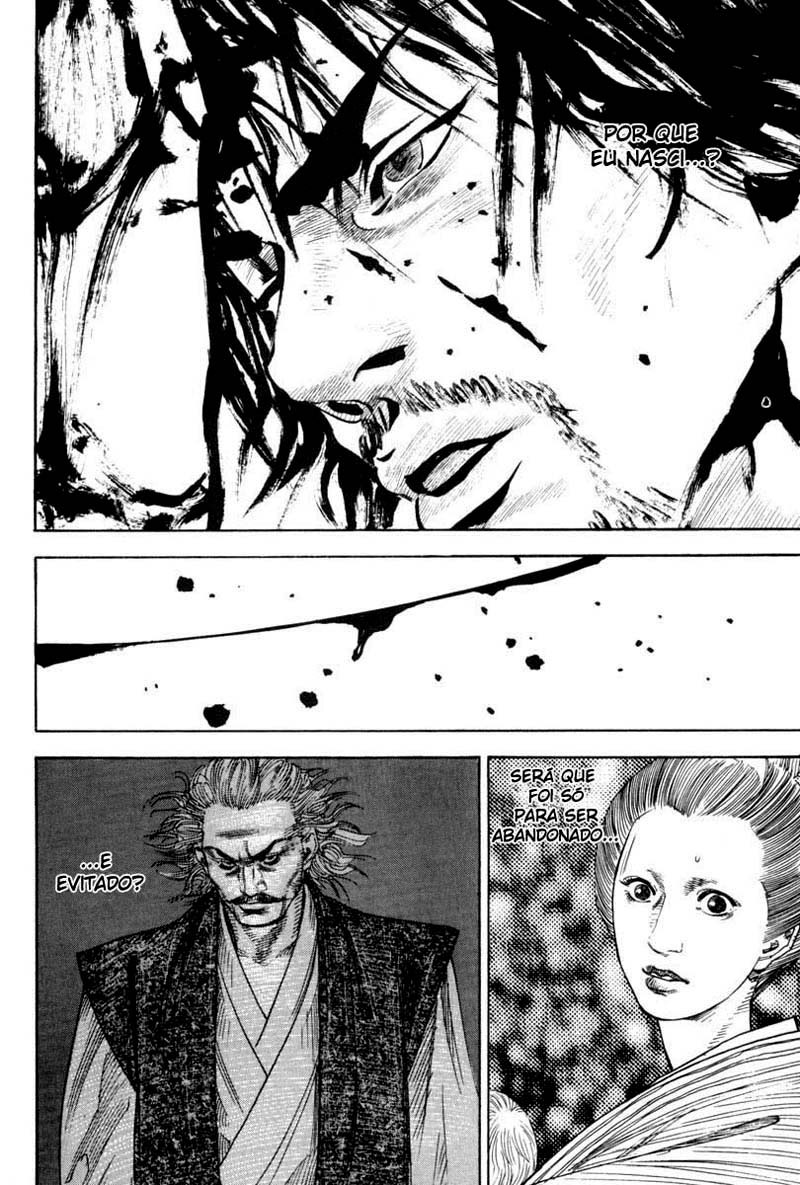 POR QUE
EU NASCI...?
SERÁ QUE
FOI SÓ
PARA SER
ABANDONADO...
...E
EVITADO?